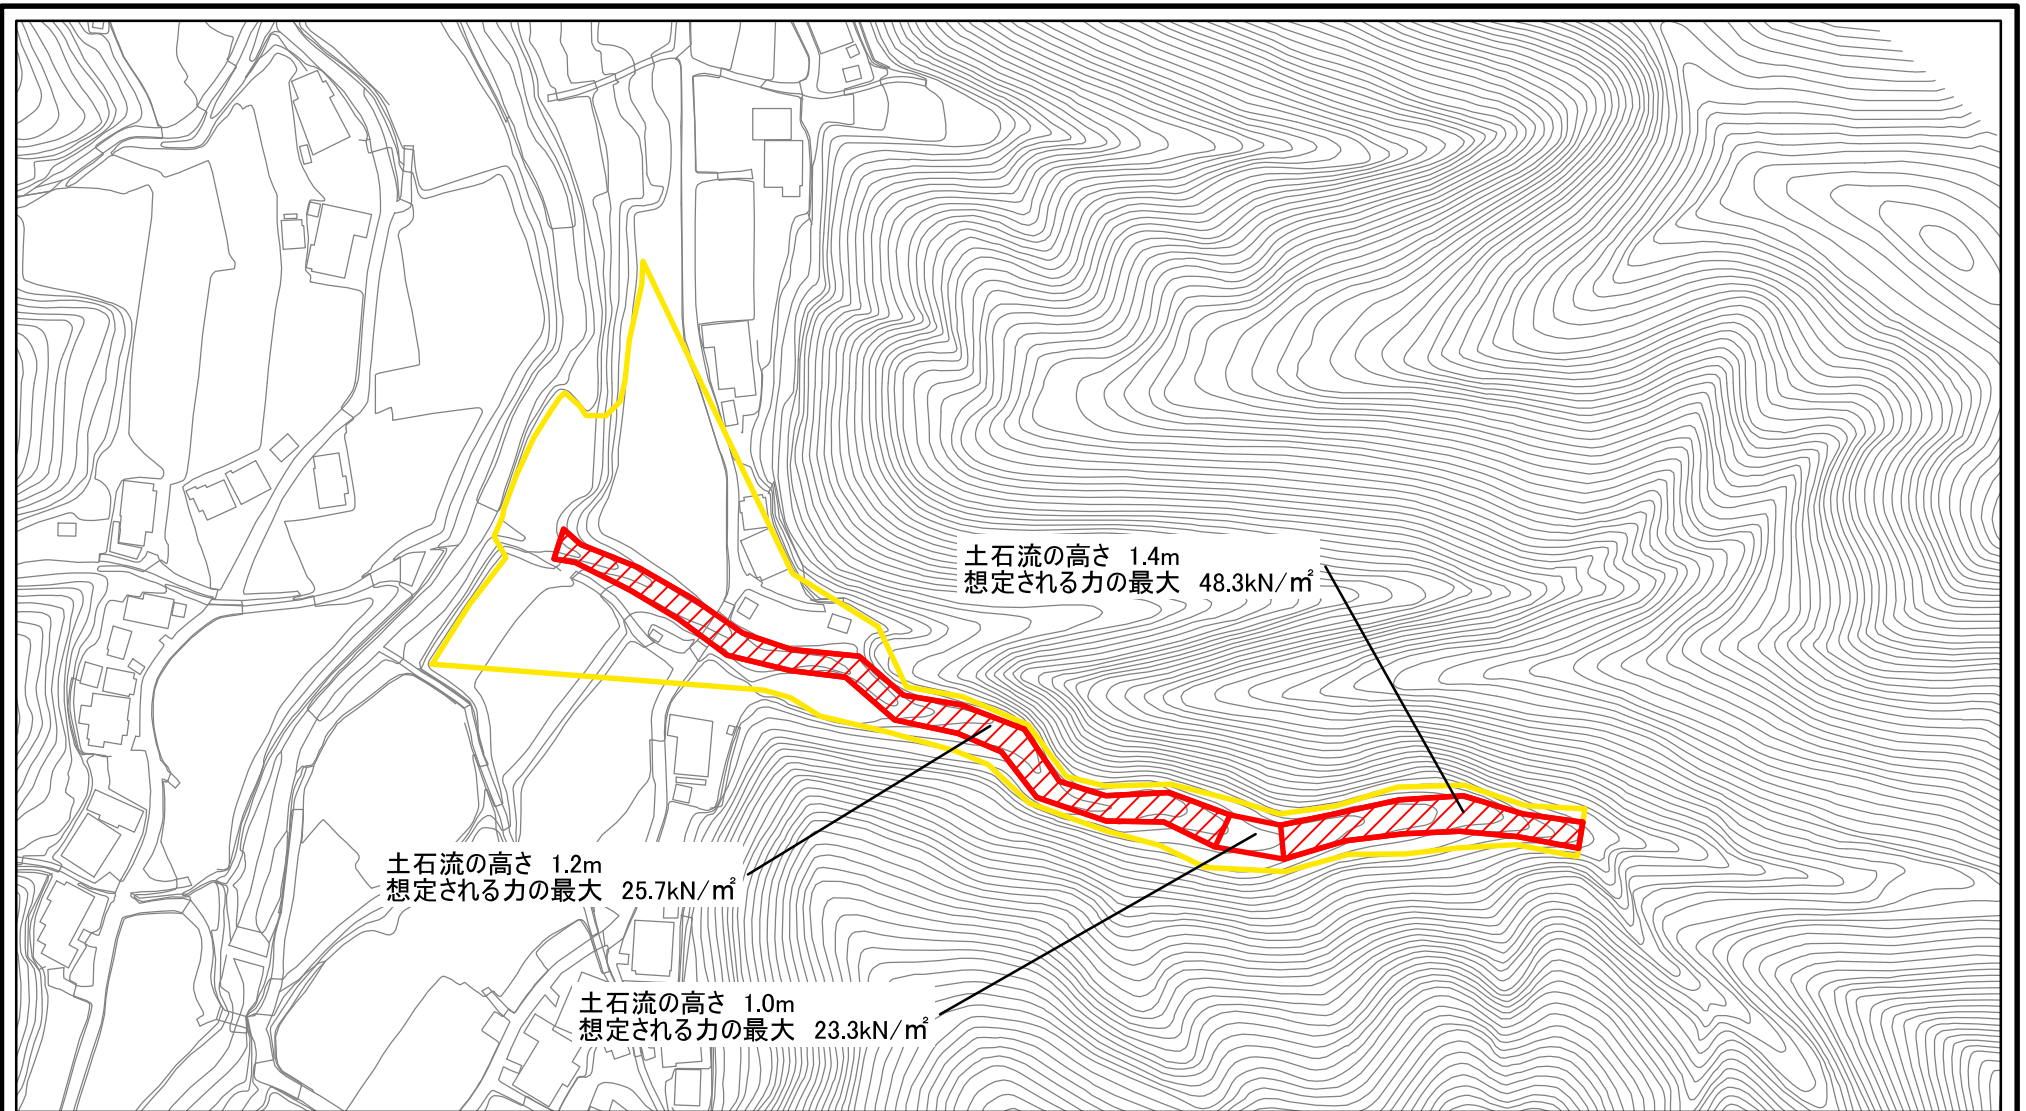 土石流の高さ 1.4m
想定される力の最大 48.3kN/㎡
土石流の高さ 1.2m
想定される力の最大 25.7kN/㎡
土石流の高さ 1.0m
想定される力の最大 23.3kN/㎡